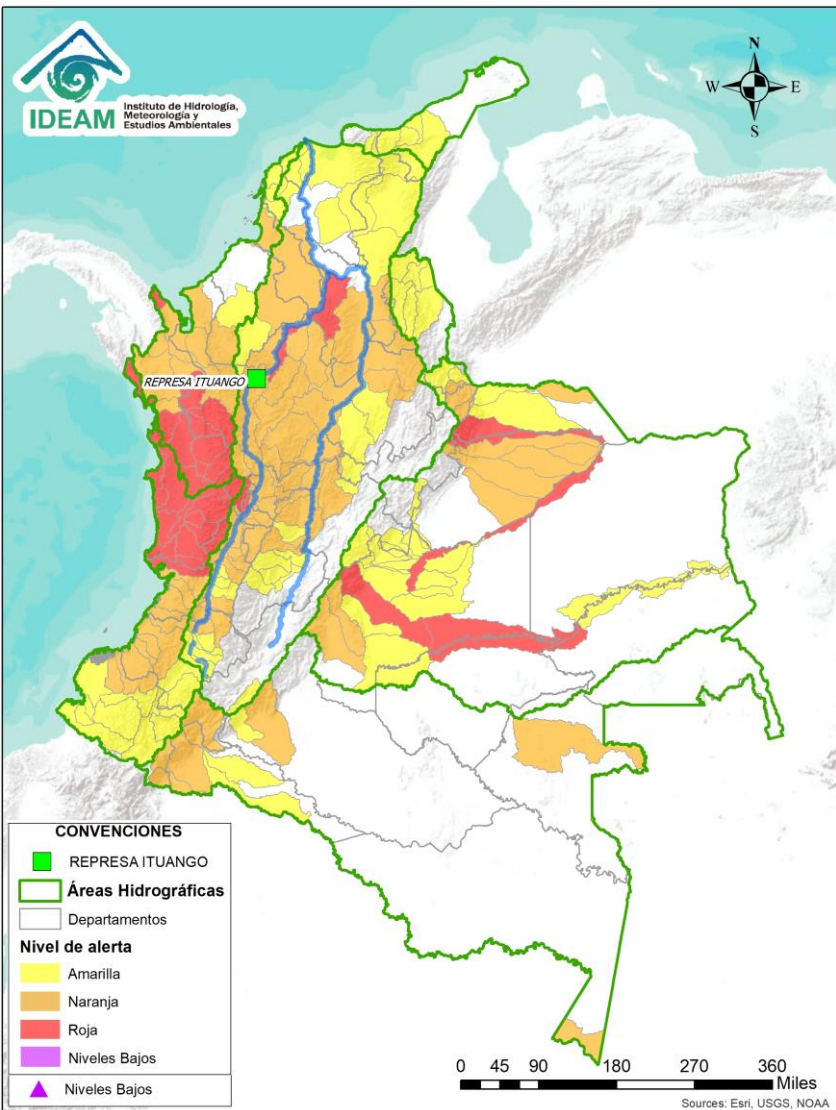 IDEAM
Instituto de Hidrología,
Meteorología y
Estudios Ambientales
N
W
E
S
REPRESA ITUANGO
CONVENCIONES
REPRESA ITUANGO
Áreas Hidrográficas
Departamentos
Nivel de alerta
Amarilla
Naranja
Roja
Niveles Bajos
Niveles Bajos
0 45 90 180 270 360
Miles
Sources: Esri, USGS, NOAA